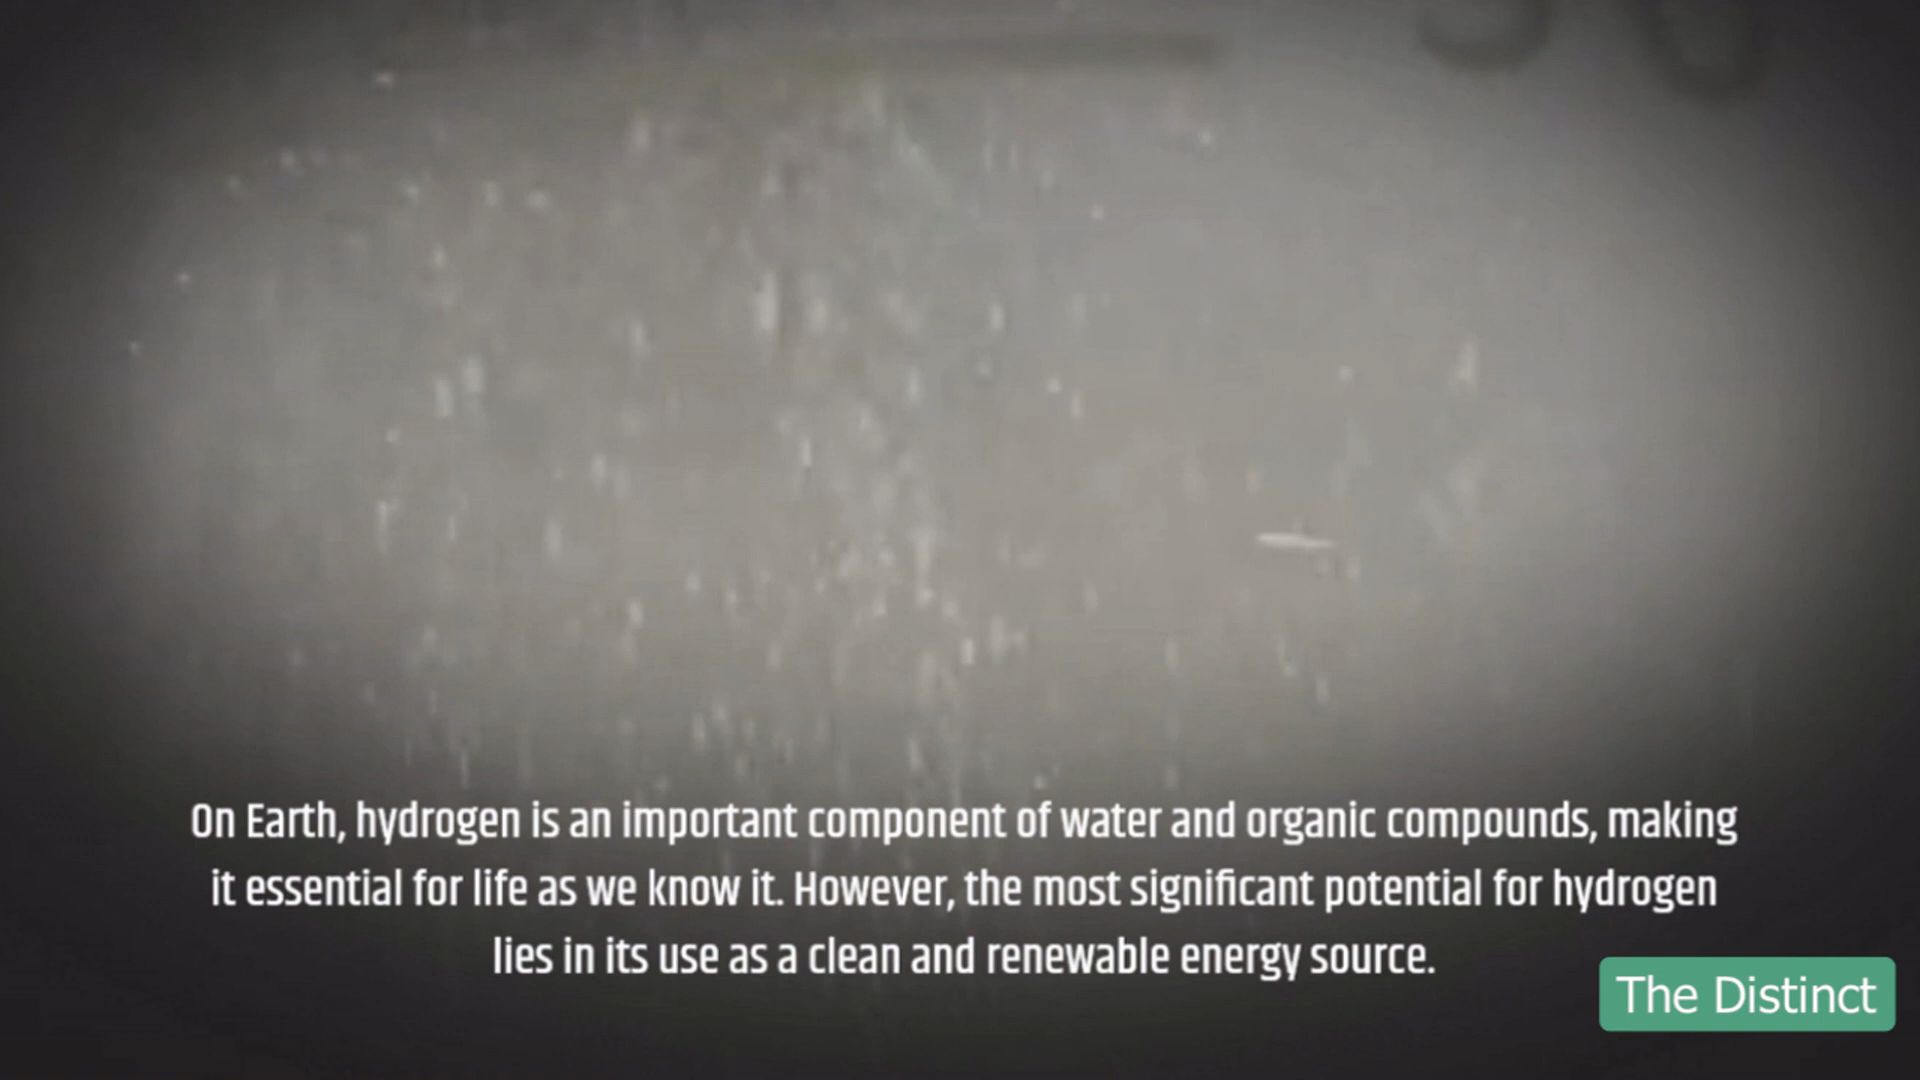 On Earth, hydrogen is an important component of water and organic compounds, making
it essential for life as we know it. However, the most significant potential for hydrogen
lies in its use as a clean and renewable energy source.
The Distinct